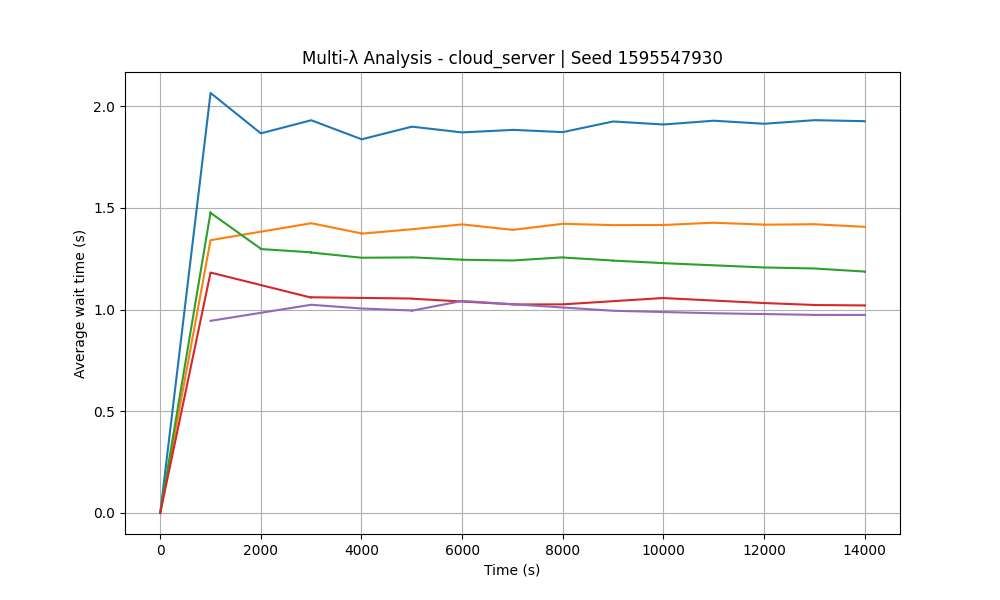 Multi-λ Analysis - cloud_server | Seed 1595547930
Average wait time (s)
2.0
1.5
1.0
0.5
0.0
0 2000 4000 6000 8000 10000 12000 14000
Time (s)